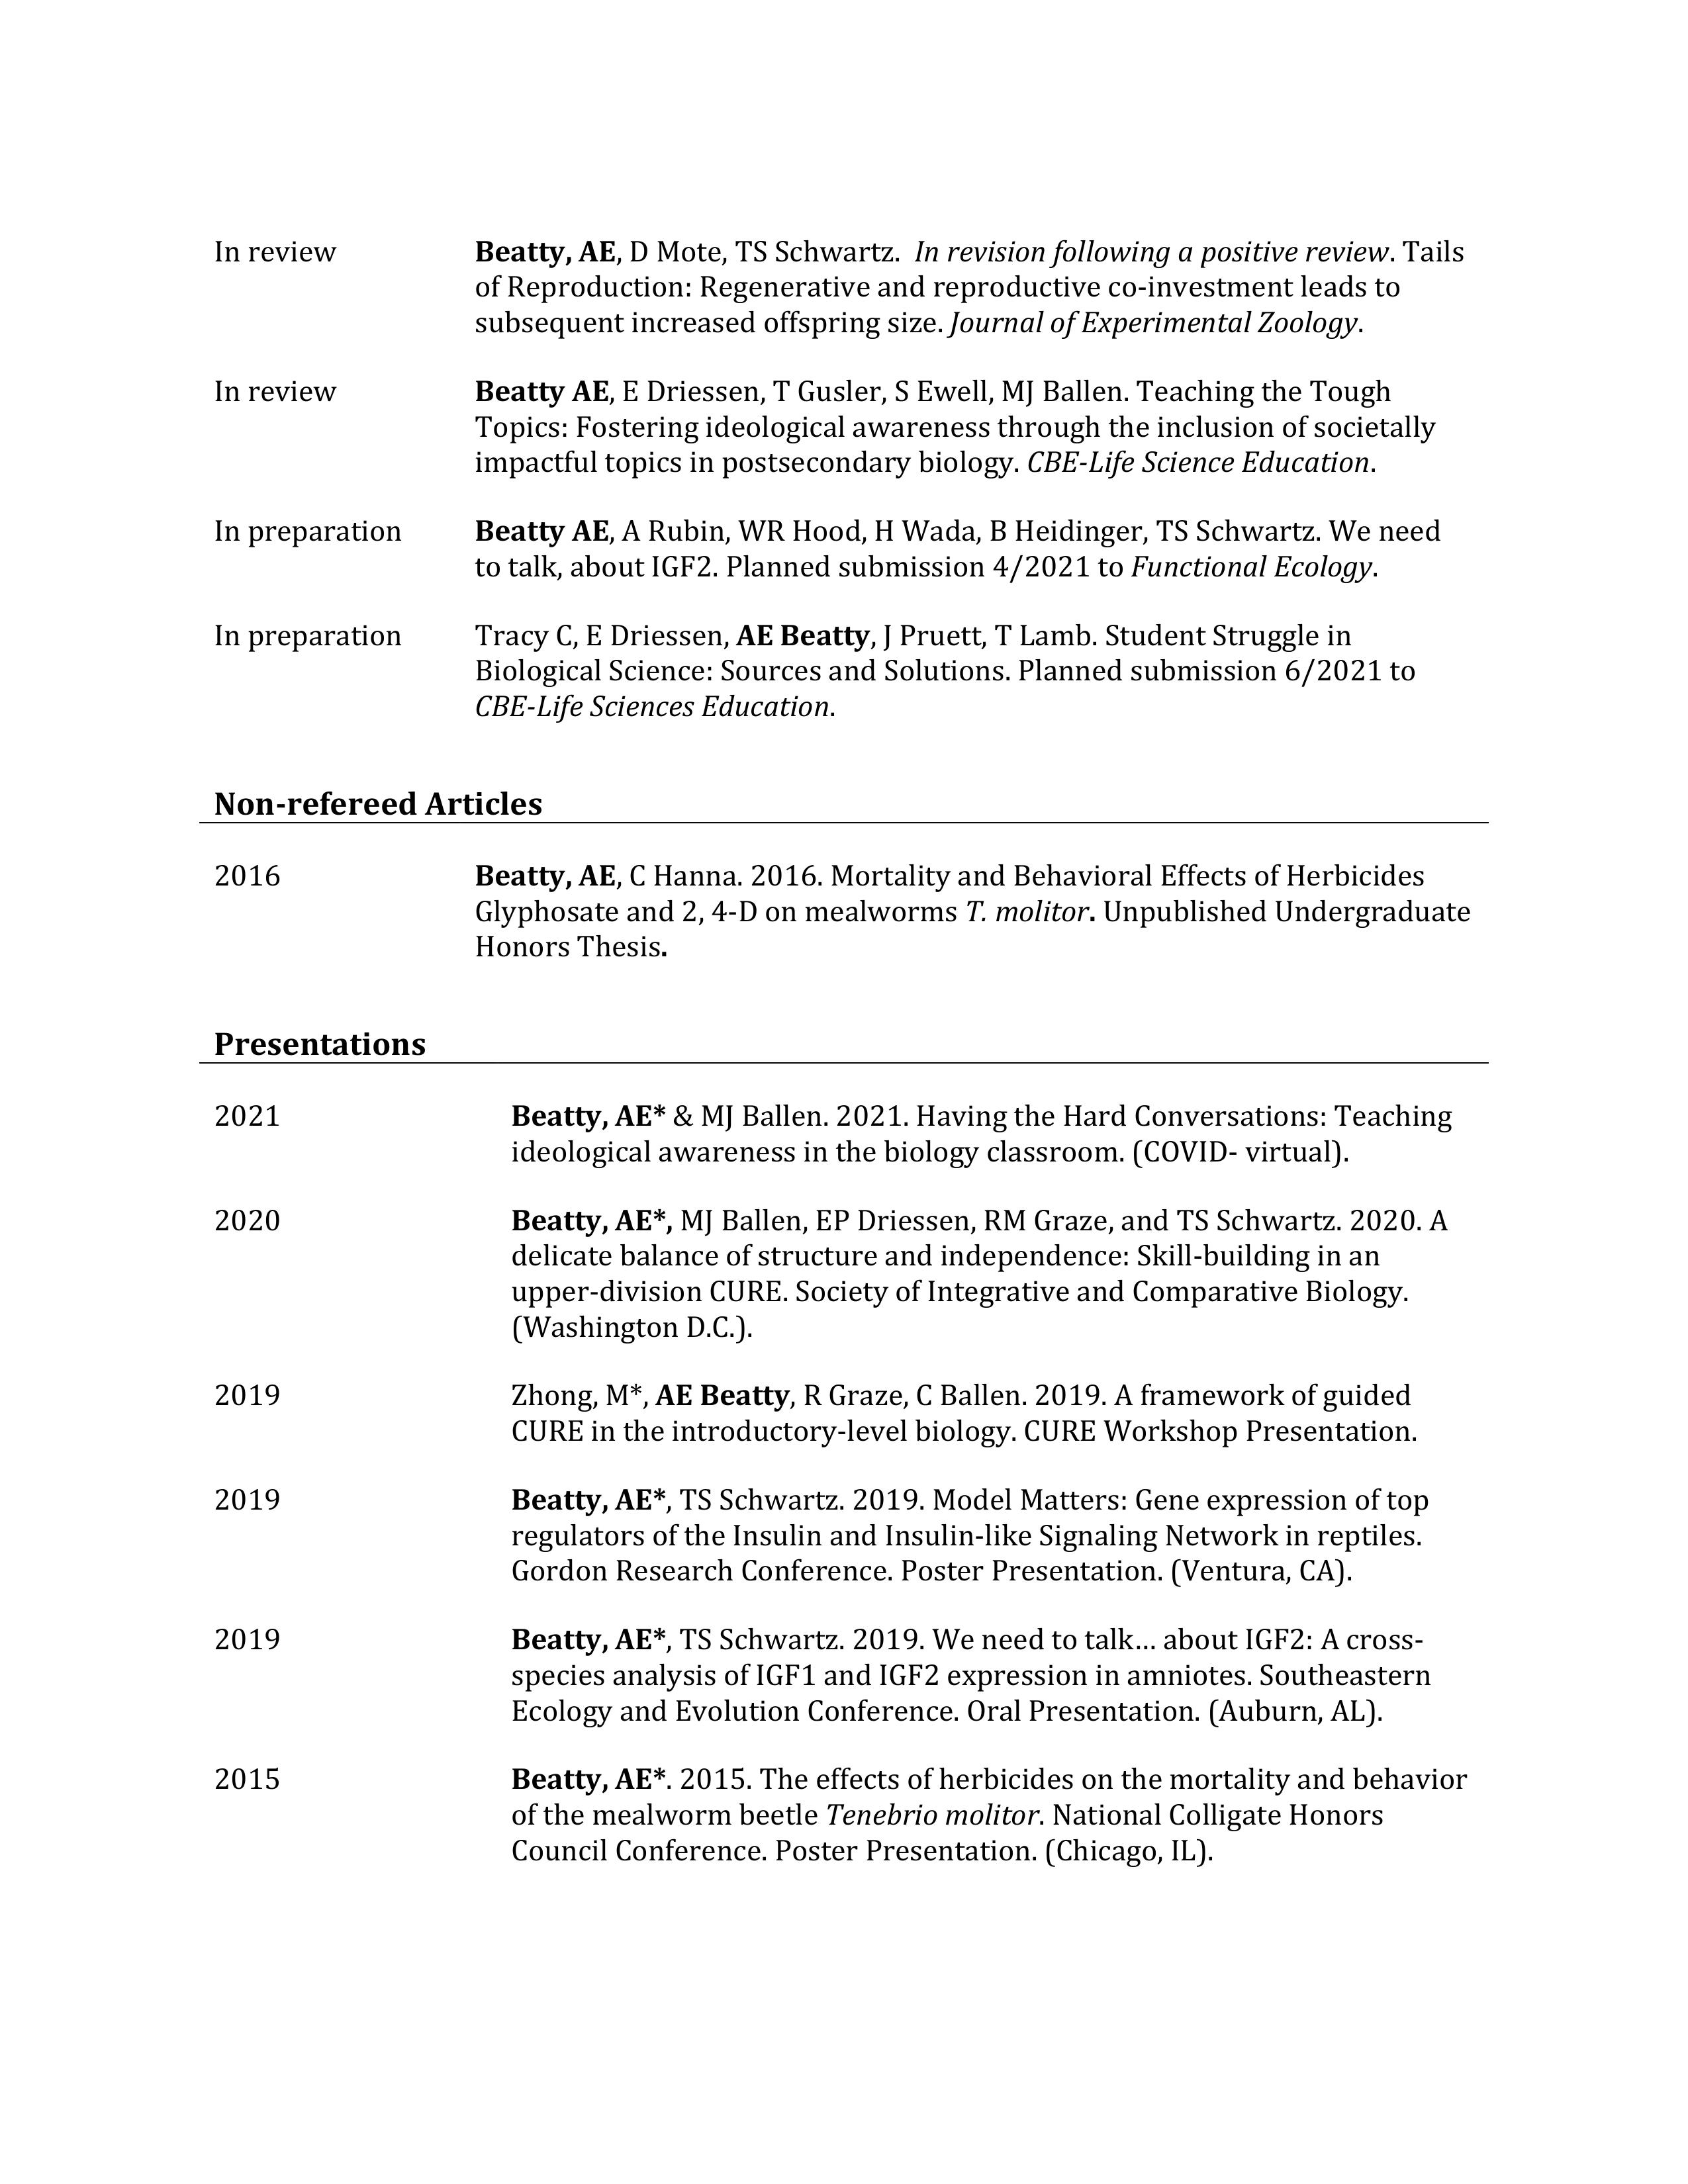 In review Beatty, AE, D Mote, TS Schwartz. In revision following a positive review. Tails
of Reproduction: Regenerative and reproductive co-investment leads to
subsequent increased offspring size. Journal of Experimental Zoology.
In review Beatty AE, E Driessen, T Gusler, S Ewell, MJ Ballen. Teaching the Tough
Topics: Fostering ideological awareness through the inclusion of societally
impactful topics in postsecondary biology. CBE-Life Science Education.
In preparation Beatty AE, A Rubin, WR Hood, H Wada, B Heidinger, TS Schwartz. We need
to talk, about IGF2. Planned submission 4/2021 to Functional Ecology.
In preparation Tracy C, E Driessen, AE Beatty, J Pruett, T Lamb. Student Struggle in
Biological Science: Sources and Solutions. Planned submission 6/2021 to
CBE-Life Sciences Education.
Non-refereed Articles
2016 Beatty, AE, C Hanna. 2016. Mortality and Behavioral Effects of Herbicides
Glyphosate and 2, 4-D on mealworms T. molitor. Unpublished Undergraduate
Honors Thesis.
Presentations
2021 Beatty, AE* & MJ Ballen. 2021. Having the Hard Conversations: Teaching
ideological awareness in the biology classroom. (COVID- virtual).
2020 Beatty, AE*, MJ Ballen, EP Driessen, RM Graze, and TS Schwartz. 2020. A
delicate balance of structure and independence: Skill-building in an
upper-division CURE. Society of Integrative and Comparative Biology.
(Washington D.C.).
2019 Zhong, M*, AE Beatty, R Graze, C Ballen. 2019. A framework of guided
CURE in the introductory-level biology. CURE Workshop Presentation.
2019 Beatty, AE*, TS Schwartz. 2019. Model Matters: Gene expression of top
regulators of the Insulin and Insulin-like Signaling Network in reptiles.
Gordon Research Conference. Poster Presentation. (Ventura, CA).
2019 Beatty, AE*, TS Schwartz. 2019. We need to talk… about IGF2: A cross-
species analysis of IGF1 and IGF2 expression in amniotes. Southeastern
Ecology and Evolution Conference. Oral Presentation. (Auburn, AL).
2015 Beatty, AE*. 2015. The effects of herbicides on the mortality and behavior
of the mealworm beetle Tenebrio molitor. National Colligate Honors
Council Conference. Poster Presentation. (Chicago, IL).